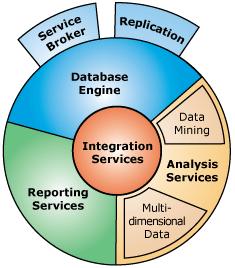 Service
Broker
Replication
Database
Engine
Data
Mining
Integration
Services
Analysis
Services
Reporting
Services
Multi-
dimensional
Data